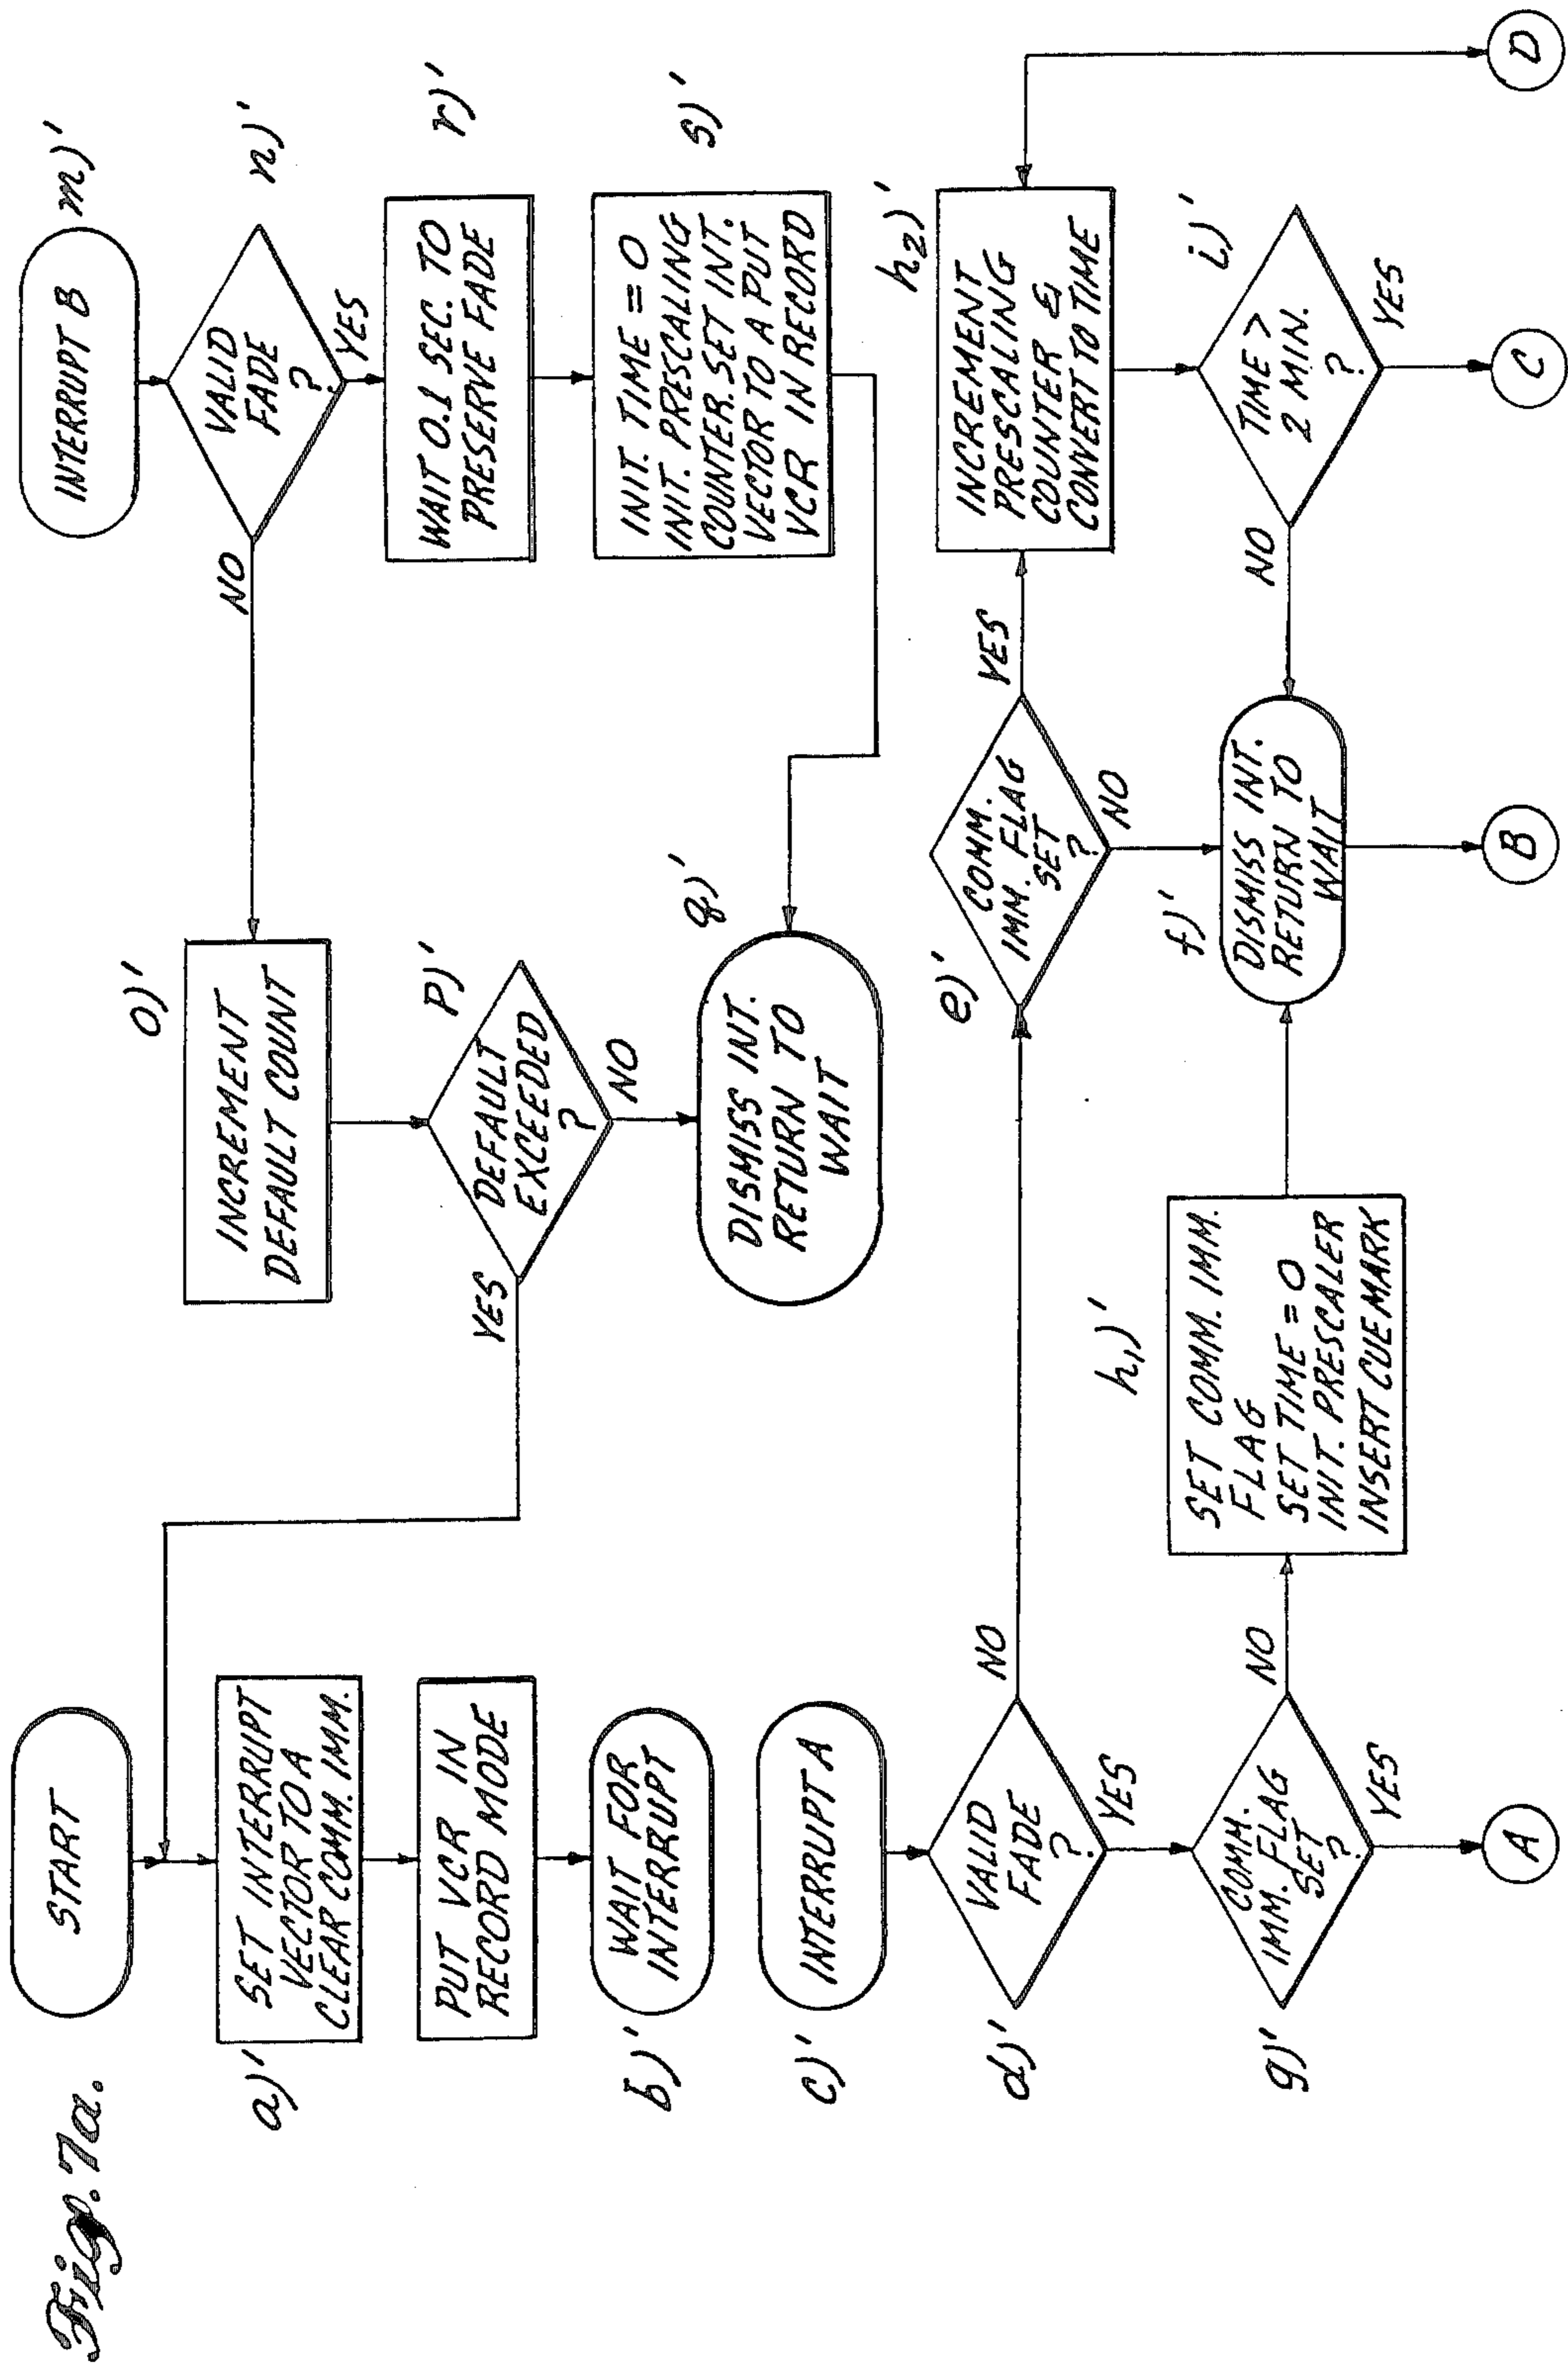 Fig. 7a.
START
a)'
SET INTERRUPT
VECTOR TO A
CLEAR COMM. IMM.
PUT VCR IN
RECORD MODE
b)'
WAIT FOR
INTERRUPT
c)'
INTERRUPT A
d)'
VALID
FADE
?
NO
YES
g)'
COMM.
IMM. FLAG
SET
?
NO
YES
A
h₁)'
SET COMM. IMM.
FLAG
SET TIME = 0
INIT. PRESCALER
INSERT CUE MARK
o)'
INCREMENT
DEFAULT COUNT
P)'
DEFAULT
EXCEEDED
?
YES
NO
q)'
DISMISS INT.
RETURN TO
WAIT
e)'
COMM.
IMM. FLAG
SET
?
YES
NO
f)'
DISMISS INT.
RETURN TO
WAIT
B
INTERRUPT B
m)'
VALID
FADE
?
n)'
NO
YES
WAIT 0.1 SEC. TO
PRESERVE FADE
r)'
INIT. TIME = 0
INIT. PRESCALING
COUNTER. SET INT.
VECTOR TO A PUT
VCR IN RECORD
s)'
h₂)'
INCREMENT
PRESCALING
COUNTER &
CONVERT TO TIME
i)'
TIME >
2 MIN.
?
NO
YES
C
D